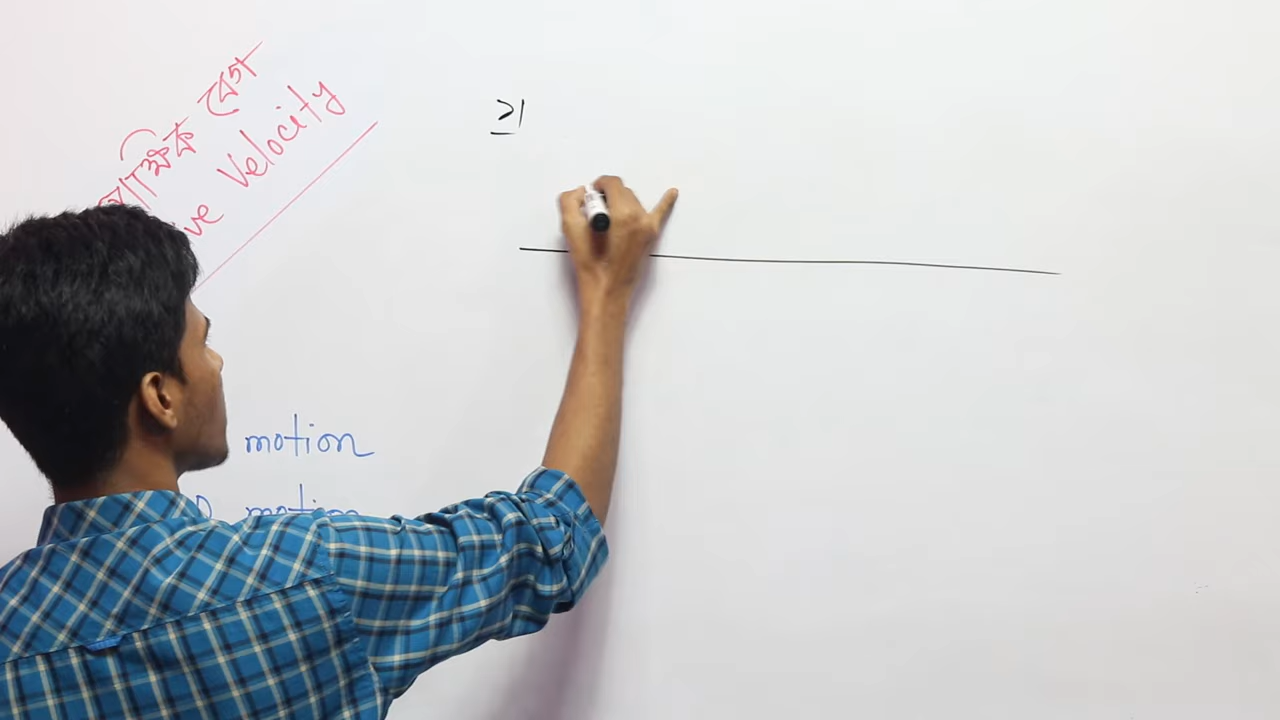 বেগ
ve Velocity
২।
motion
motion